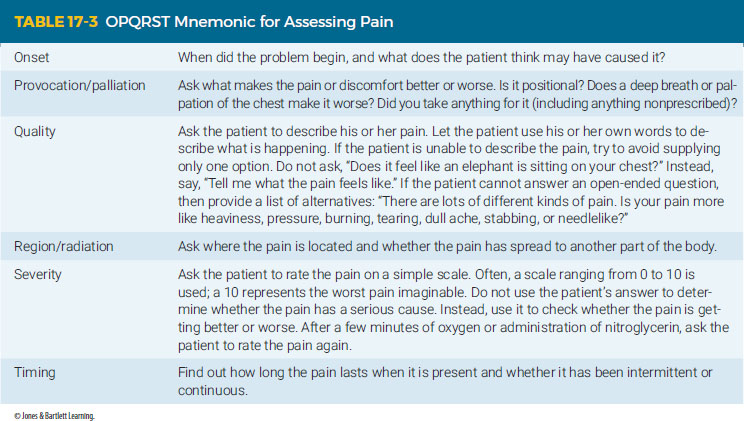 TABLE 17-3 OPQRST Mnemonic for Assessing Pain
Onset When did the problem begin, and what does the patient think may have caused it?
Provocation/palliation Ask what makes the pain or discomfort better or worse. Is it positional? Does a deep breath or pal-
pation of the chest make it worse? Did you take anything for it (including anything nonprescribed)?
Quality Ask the patient to describe his or her pain. Let the patient use his or her own words to de-
scribe what is happening. If the patient is unable to describe the pain, try to avoid supplying
only one option. Do not ask, “Does it feel like an elephant is sitting on your chest?” Instead,
say, “Tell me what the pain feels like.” If the patient cannot answer an open-ended question,
then provide a list of alternatives: “There are lots of different kinds of pain. Is your pain more
like heaviness, pressure, burning, tearing, dull ache, stabbing, or needlelike?”
Region/radiation Ask where the pain is located and whether the pain has spread to another part of the body.
Severity Ask the patient to rate the pain on a simple scale. Often, a scale ranging from 0 to 10 is
used; a 10 represents the worst pain imaginable. Do not use the patient’s answer to deter-
mine whether the pain has a serious cause. Instead, use it to check whether the pain is get-
ting better or worse. After a few minutes of oxygen or administration of nitroglycerin, ask the
patient to rate the pain again.
Timing Find out how long the pain lasts when it is present and whether it has been intermittent or
continuous.
© Jones & Bartlett Learning.